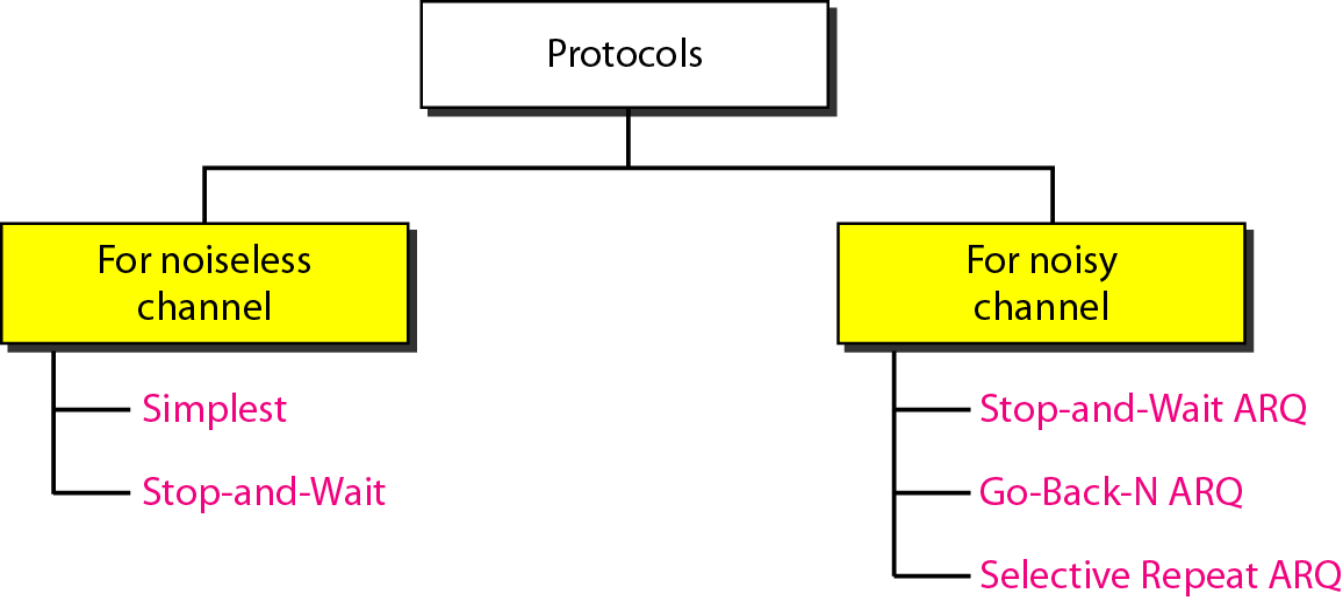 Protocols
For noiseless
channel
For noisy
channel
Simplest
Stop-and-Wait
Stop-and-Wait ARQ
Go-Back-N ARQ
Selective Repeat ARQ